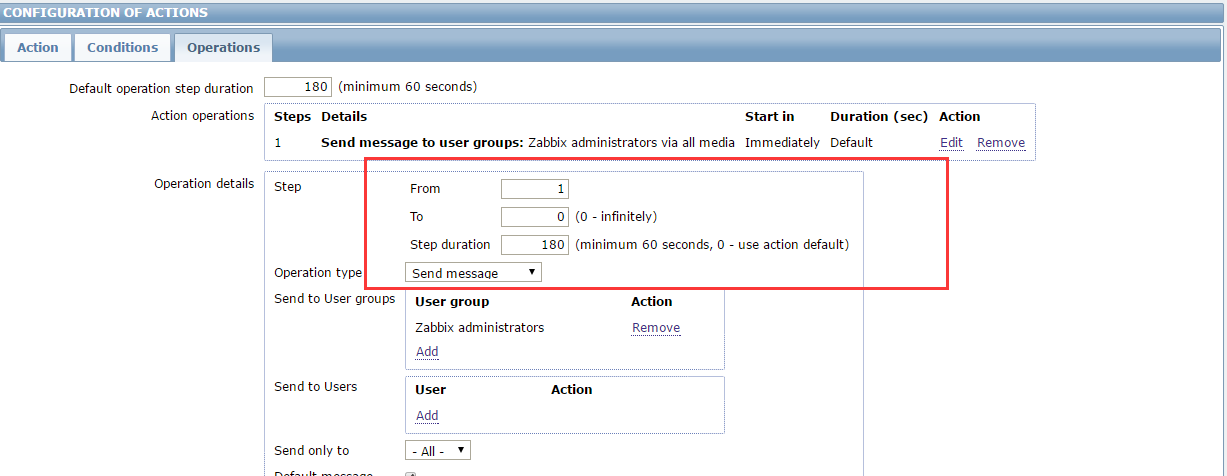 CONFIGURATION OF ACTIONS
Action Conditions Operations
Default operation step duration 180 (minimum 60 seconds)
Action operations Steps Details Start in Duration (sec) Action
1 Send message to user groups: Zabbix administrators via all media Immediately Default Edit Remove
Operation details Step From 1
To 0 (0 - infinitely)
Step duration 180 (minimum 60 seconds, 0 - use action default)
Operation type Send message
Send to User groups User group Action
Zabbix administrators Remove
Add
Send to Users User Action
Add
Send only to - All -
Default message